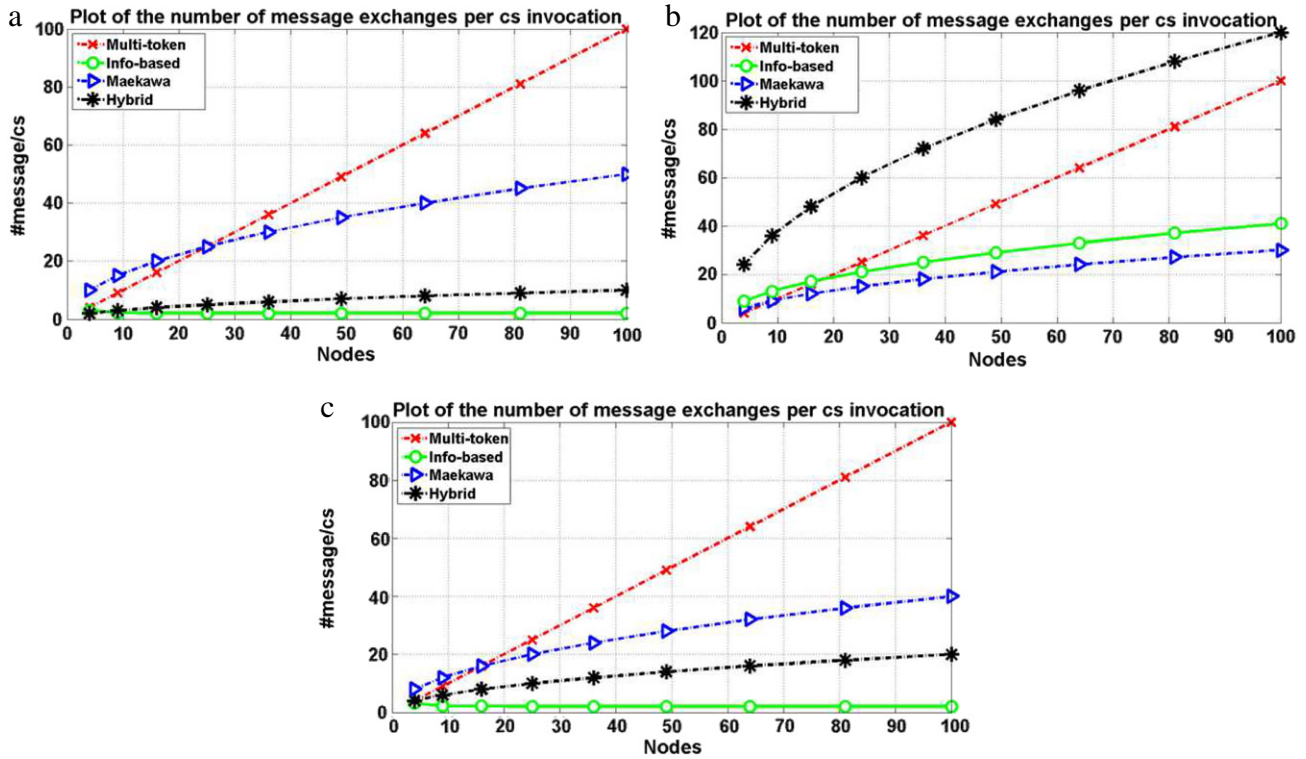 a
Plot of the number of message exchanges per cs invocation
100
80
60
40
20
0
#message/cs
Multi-token
Info-based
Maekawa
Hybrid
0 10 20 30 40 50 60 70 80 90 100
Nodes
b
Plot of the number of message exchanges per cs invocation
120
100
80
60
40
20
0
#message/cs
Multi-token
Info-based
Maekawa
Hybrid
0 10 20 30 40 50 60 70 80 90 100
Nodes
c
Plot of the number of message exchanges per cs invocation
100
80
60
40
20
0
#message/cs
Multi-token
Info-based
Maekawa
Hybrid
0 10 20 30 40 50 60 70 80 90 100
Nodes